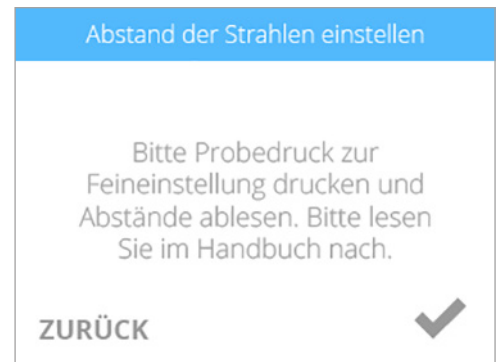 Abstand der Strahlen einstellen
Bitte Probedruck zur
Feineinstellung drucken und
Abstände ablesen. Bitte lesen
Sie im Handbuch nach.
ZURÜCK